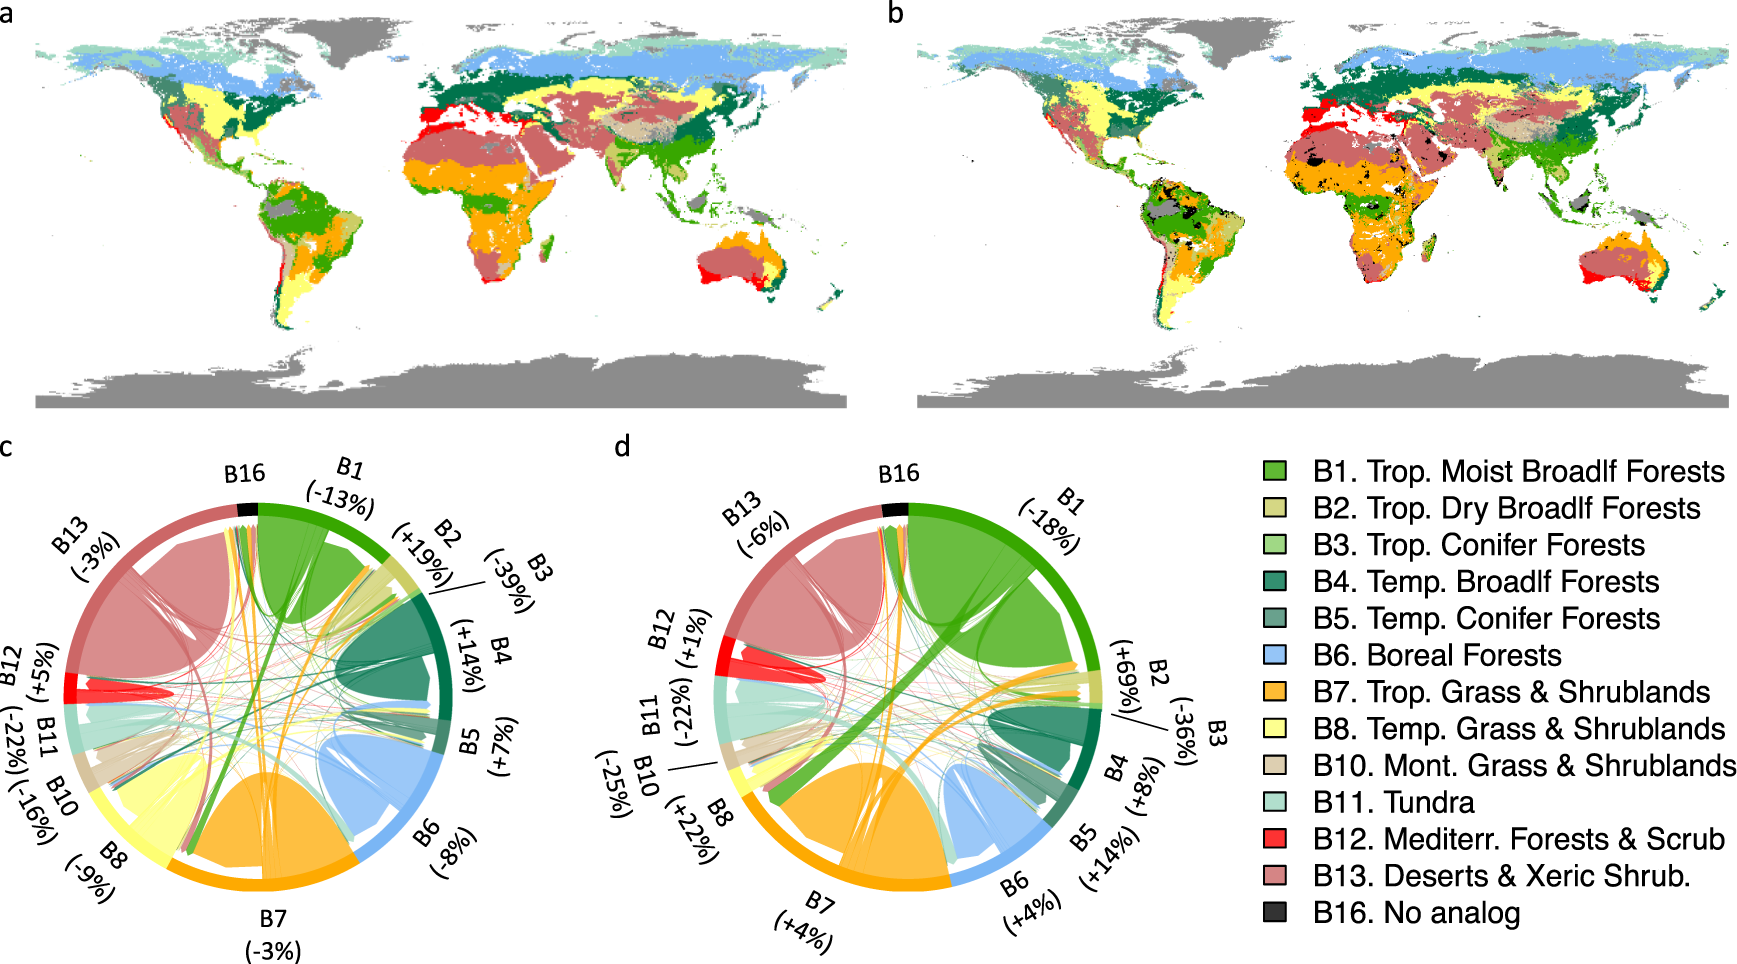 a
b
c
B16
B1
(-13%)
B2
(+19%)
B3
(-39%)
B4
(+14%)
B5
(+7%)
B6
(-8%)
B7
(-3%)
B8
(-9%)
B10
(-16%)
B11
(-22%)
B12
(+5%)
B13
(-3%)
d
B16
B1
(-18%)
B2
(+69%)
B3
(-36%)
B4
(+8%)
B5
(+14%)
B6
(+4%)
B7
(+4%)
B8
(+22%)
B10
(-25%)
B11
(-22%)
B12
(+1%)
B13
(-6%)
B1. Trop. Moist Broadlf Forests
B2. Trop. Dry Broadlf Forests
B3. Trop. Conifer Forests
B4. Temp. Broadlf Forests
B5. Temp. Conifer Forests
B6. Boreal Forests
B7. Trop. Grass & Shrublands
B8. Temp. Grass & Shrublands
B10. Mont. Grass & Shrublands
B11. Tundra
B12. Mediterr. Forests & Scrub
B13. Deserts & Xeric Shrub.
B16. No analog